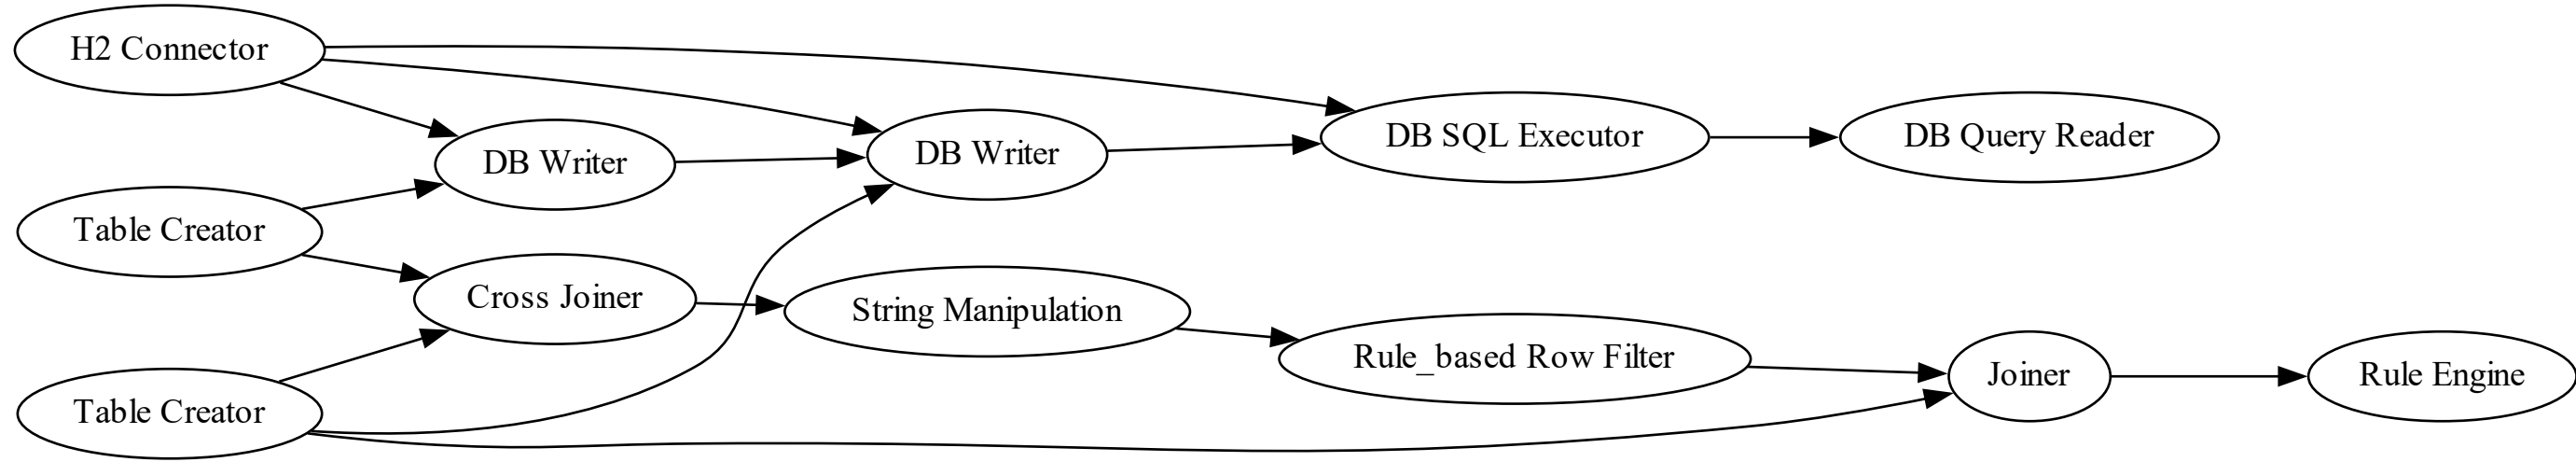 H2 Connector
Table Creator
Table Creator
DB Writer
Cross Joiner
DB Writer
String Manipulation
DB SQL Executor
Rule_based Row Filter
DB Query Reader
Joiner
Rule Engine